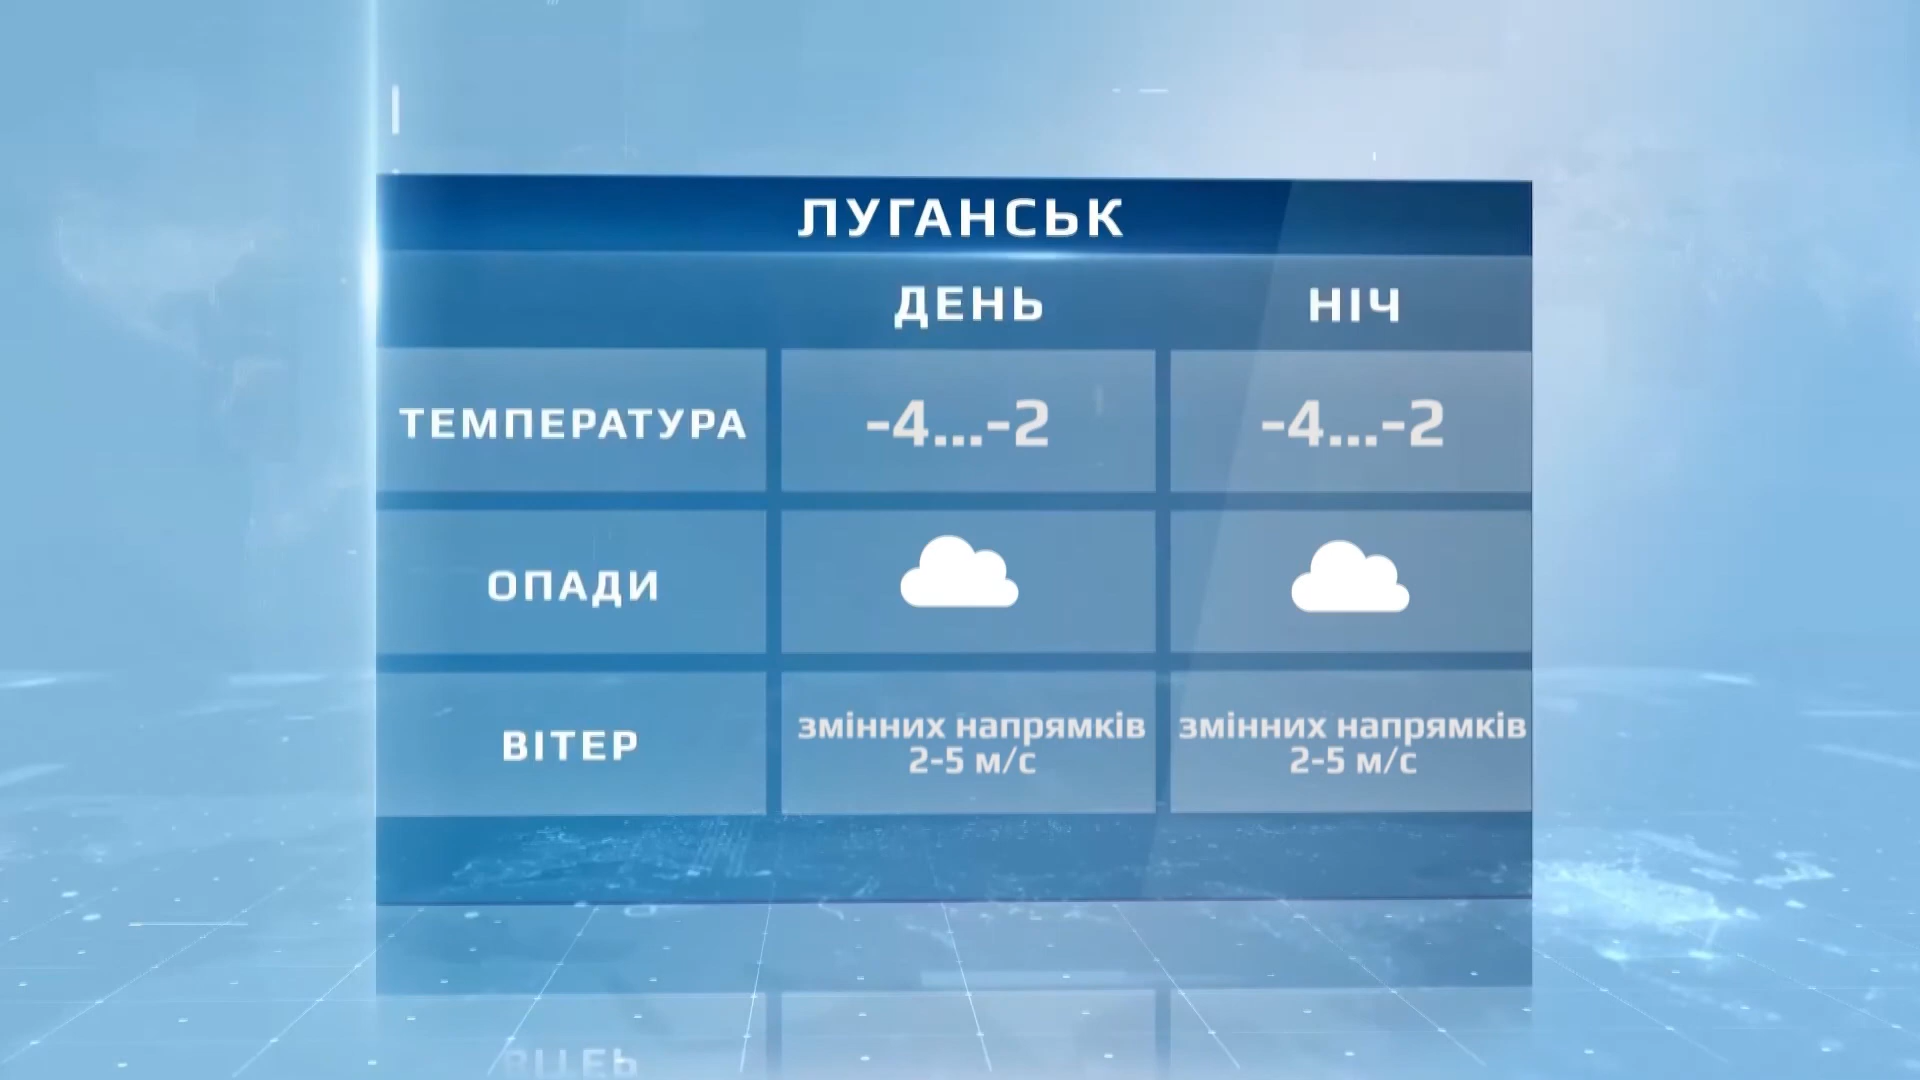 ЛУГАНСЬК
ДЕНЬ НІЧ
ТЕМПЕРАТУРА -4...-2 -4...-2
ОПАДИ
ВІТЕР змінних напрямків 2-5 м/с змінних напрямків 2-5 м/с